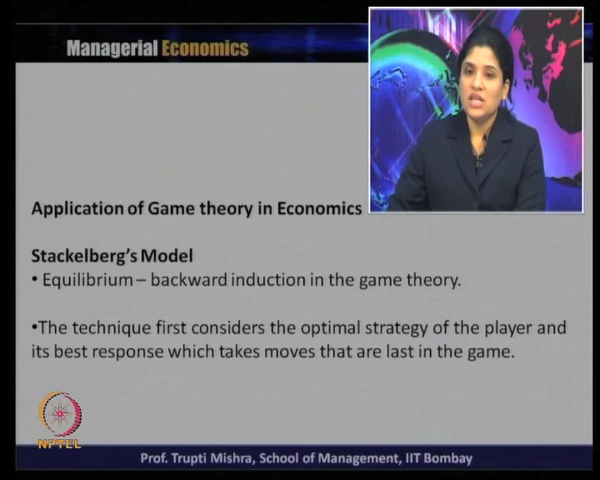 Managerial Economics
Application of Game theory in Economics
Stackelberg's Model
• Equilibrium – backward induction in the game theory.
•The technique first considers the optimal strategy of the player and
its best response which takes moves that are last in the game.
NPTEL
Prof. Trupti Mishra, School of Management, IIT Bombay